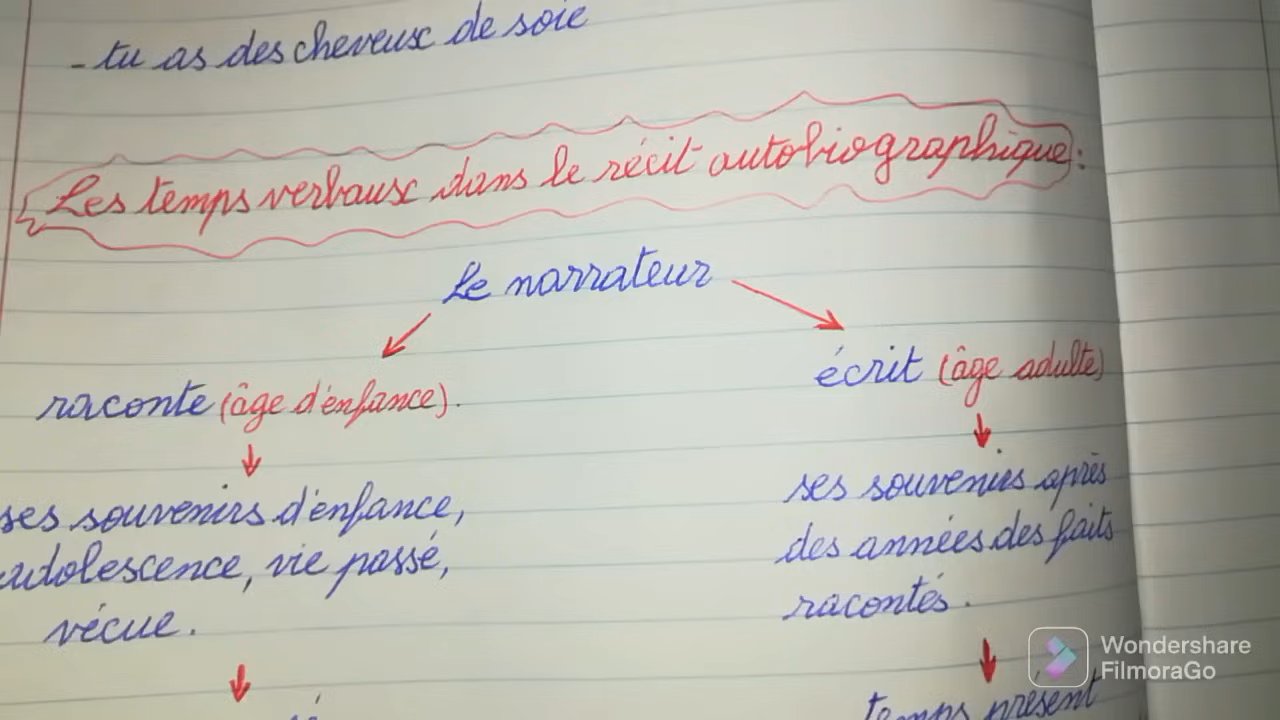 - tu as des cheveux de soie
Les temps verbaux dans le récit autobiographique :
Le narrateur
raconte (âge d'enfance).
écrit (âge adulte)
ses souvenirs d'enfance,
adolescence, vie passé,
vécue.
ses souvenirs après
des années des faits
racontés.
temps présent
Wondershare
FilmoraGo